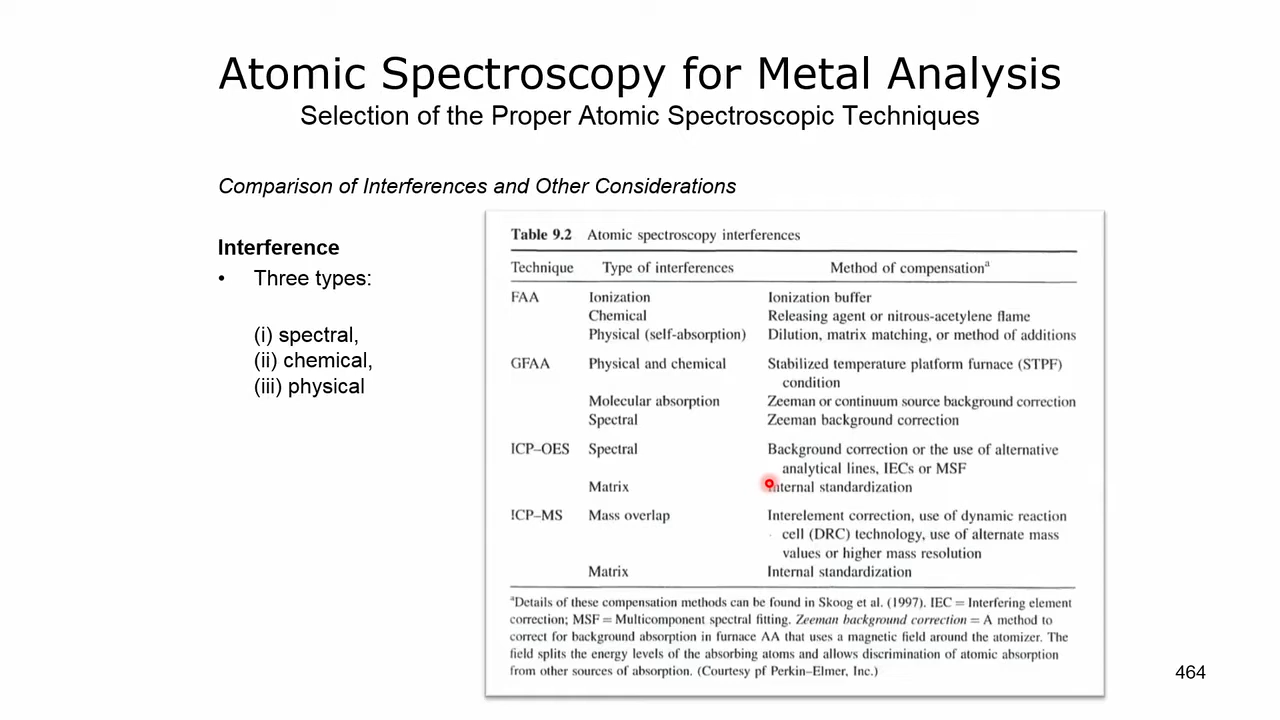 Atomic Spectroscopy for Metal Analysis
Selection of the Proper Atomic Spectroscopic Techniques
Comparison of Interferences and Other Considerations
Interference
• Three types:
(i) spectral,
(ii) chemical,
(iii) physical
Table 9.2 Atomic spectroscopy interferences
Technique Type of interferences Method of compensationᵃ
FAA Ionization Ionization buffer
Chemical Releasing agent or nitrous-acetylene flame
Physical (self-absorption) Dilution, matrix matching, or method of additions
GFAA Physical and chemical Stabilized temperature platform furnace (STPF)
condition
Molecular absorption Zeeman or continuum source background correction
Spectral Zeeman background correction
ICP–OES Spectral Background correction or the use of alternative
analytical lines, IECs or MSF
Matrix Internal standardization
ICP–MS Mass overlap Interelement correction, use of dynamic reaction
cell (DRC) technology, use of alternate mass
values or higher mass resolution
Matrix Internal standardization
ᵃDetails of these compensation methods can be found in Skoog et al. (1997). IEC = Interfering element
correction; MSF = Multicomponent spectral fitting. Zeeman background correction = A method to
correct for background absorption in furnace AA that uses a magnetic field around the atomizer. The
field splits the energy levels of the absorbing atoms and allows discrimination of atomic absorption
from other sources of absorption. (Courtesy pf Perkin–Elmer, Inc.)
464